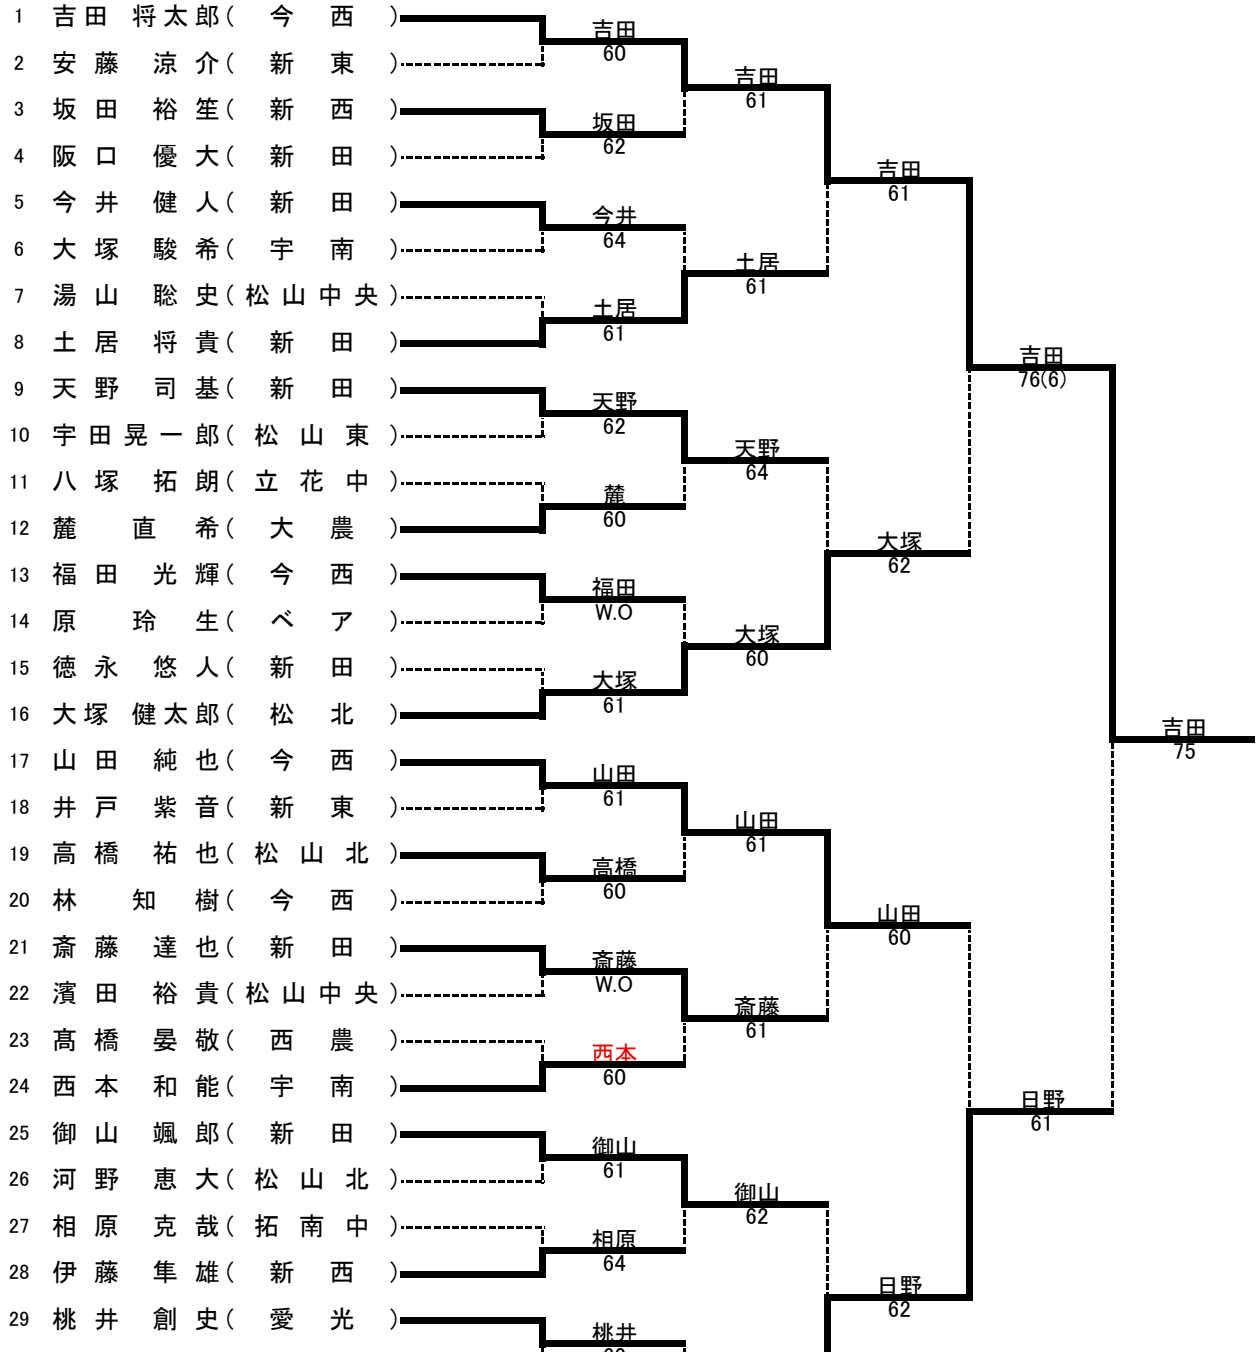 1 吉田 将太郎( 今 西 )
2 安藤 涼介( 新 東 )
3 坂田 裕笙( 新 西 )
4 阪口 優大( 新 田 )
5 今井 健人( 新 田 )
6 大塚 駿希( 宇 南 )
7 湯山 聡史( 松山中央 )
8 土居 将貴( 新 田 )
9 天野 司基( 新 田 )
10 宇田晃一郎( 松山東 )
11 八塚 拓朗( 立花中 )
12 麓 直希( 大 農 )
13 福田 光輝( 今 西 )
14 原 玲生( ベ ア )
15 徳永 悠人( 新 田 )
16 大塚 健太郎( 松 北 )
17 山田 純也( 今 西 )
18 井戸 紫音( 新 東 )
19 高橋 祐也( 松山北 )
20 林 知樹( 今 西 )
21 斎藤 達也( 新 田 )
22 濱田 裕貴( 松山中央 )
23 髙橋 晏敬( 西 農 )
24 西本 和能( 宇 南 )
25 御山 颯郎( 新 田 )
26 河野 恵大( 松山北 )
27 相原 克哉( 拓南中 )
28 伊藤 隼雄( 新 西 )
29 桃井 創史( 愛 光 )
吉田
60
坂田
62
今井
64
土居
61
天野
62
麓
60
福田
W.O
大塚
61
山田
61
高橋
60
斎藤
W.O
西本
60
御山
61
相原
64
桃井
吉田
61
土居
61
天野
64
大塚
60
山田
61
斎藤
61
御山
62
吉田
61
大塚
62
山田
60
日野
62
吉田
76(6)
日野
61
吉田
75